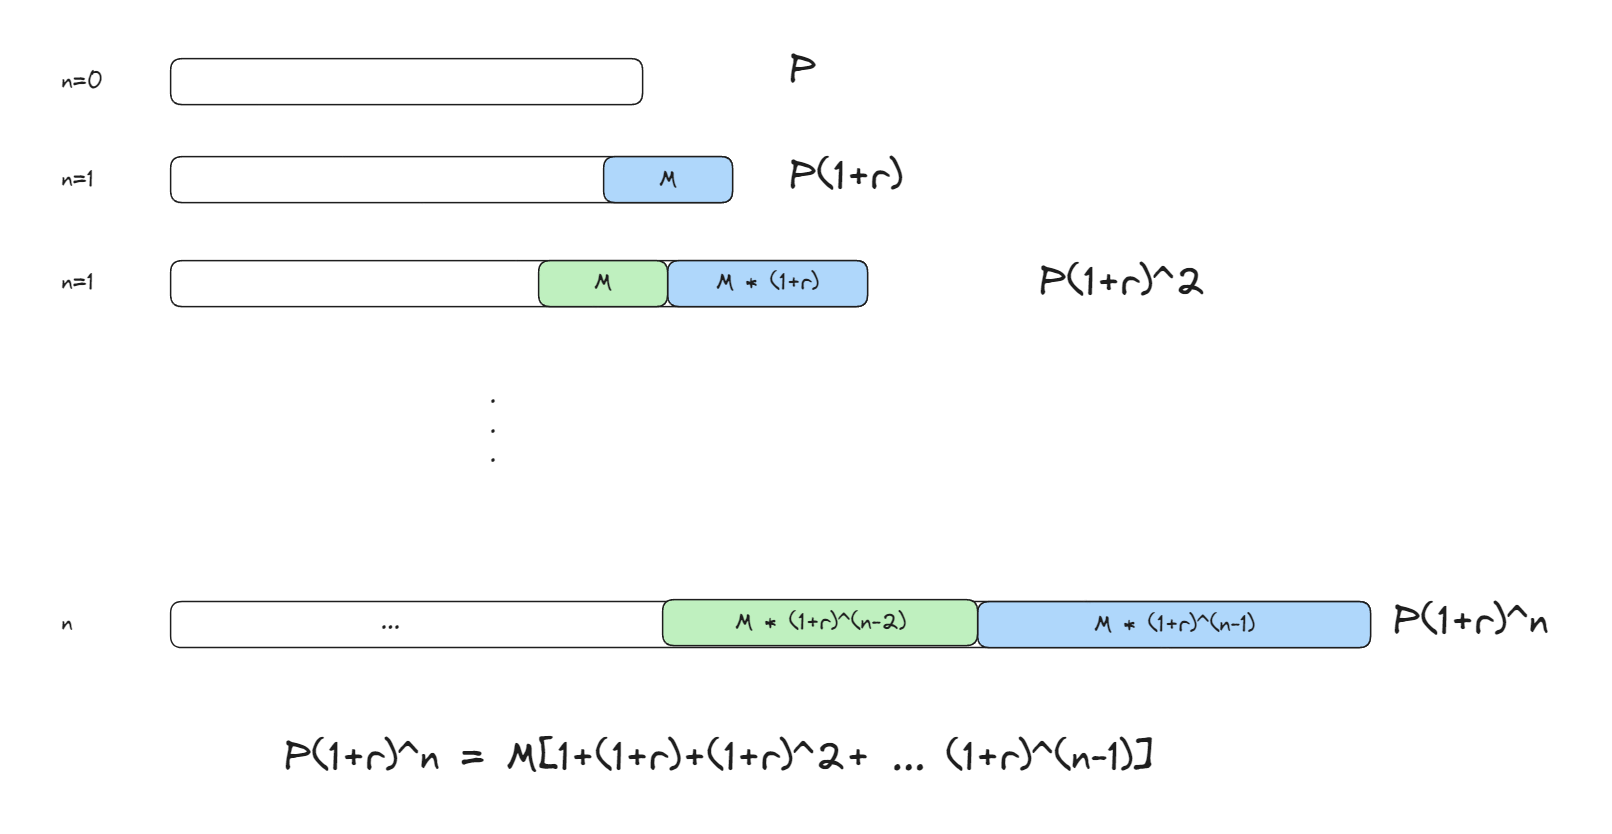 n=0 P
n=1 M P(1+r)
n=1 M M * (1+r) P(1+r)^2
.
.
.
n ... M * (1+r)^(n-2) M * (1+r)^(n-1) P(1+r)^n
P(1+r)^n = M[1+(1+r)+(1+r)^2+ ... (1+r)^(n-1)]